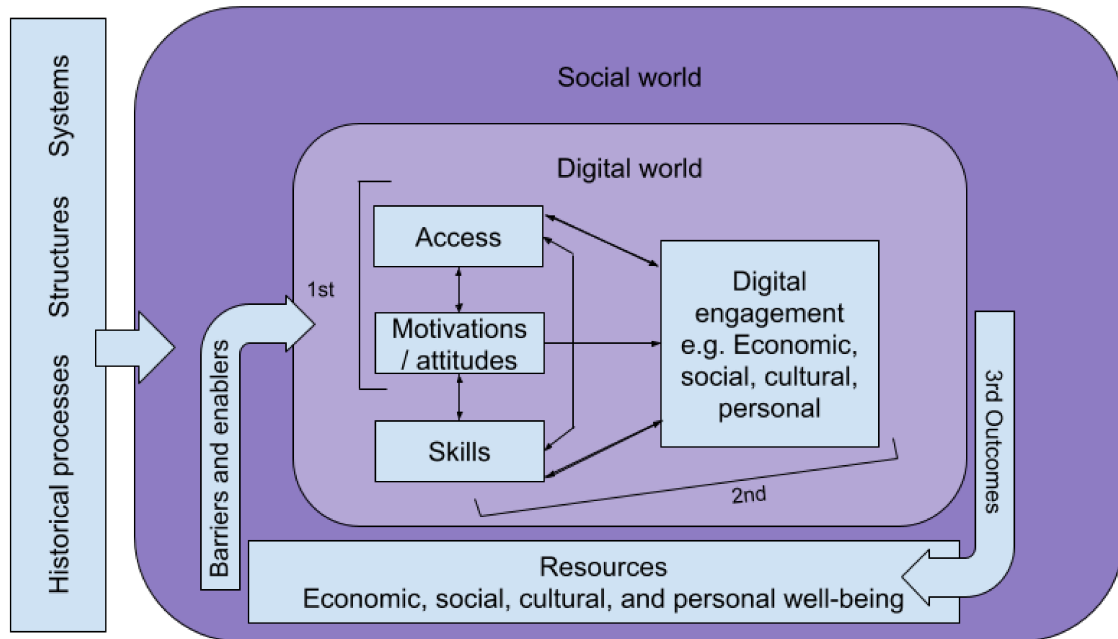 Systems
Structures
Historical processes
Social world
Digital world
1st
Access
Motivations
/ attitudes
Skills
Digital
engagement
e.g. Economic,
social, cultural,
personal
2nd
Barriers and enablers
3rd Outcomes
Resources
Economic, social, cultural, and personal well-being